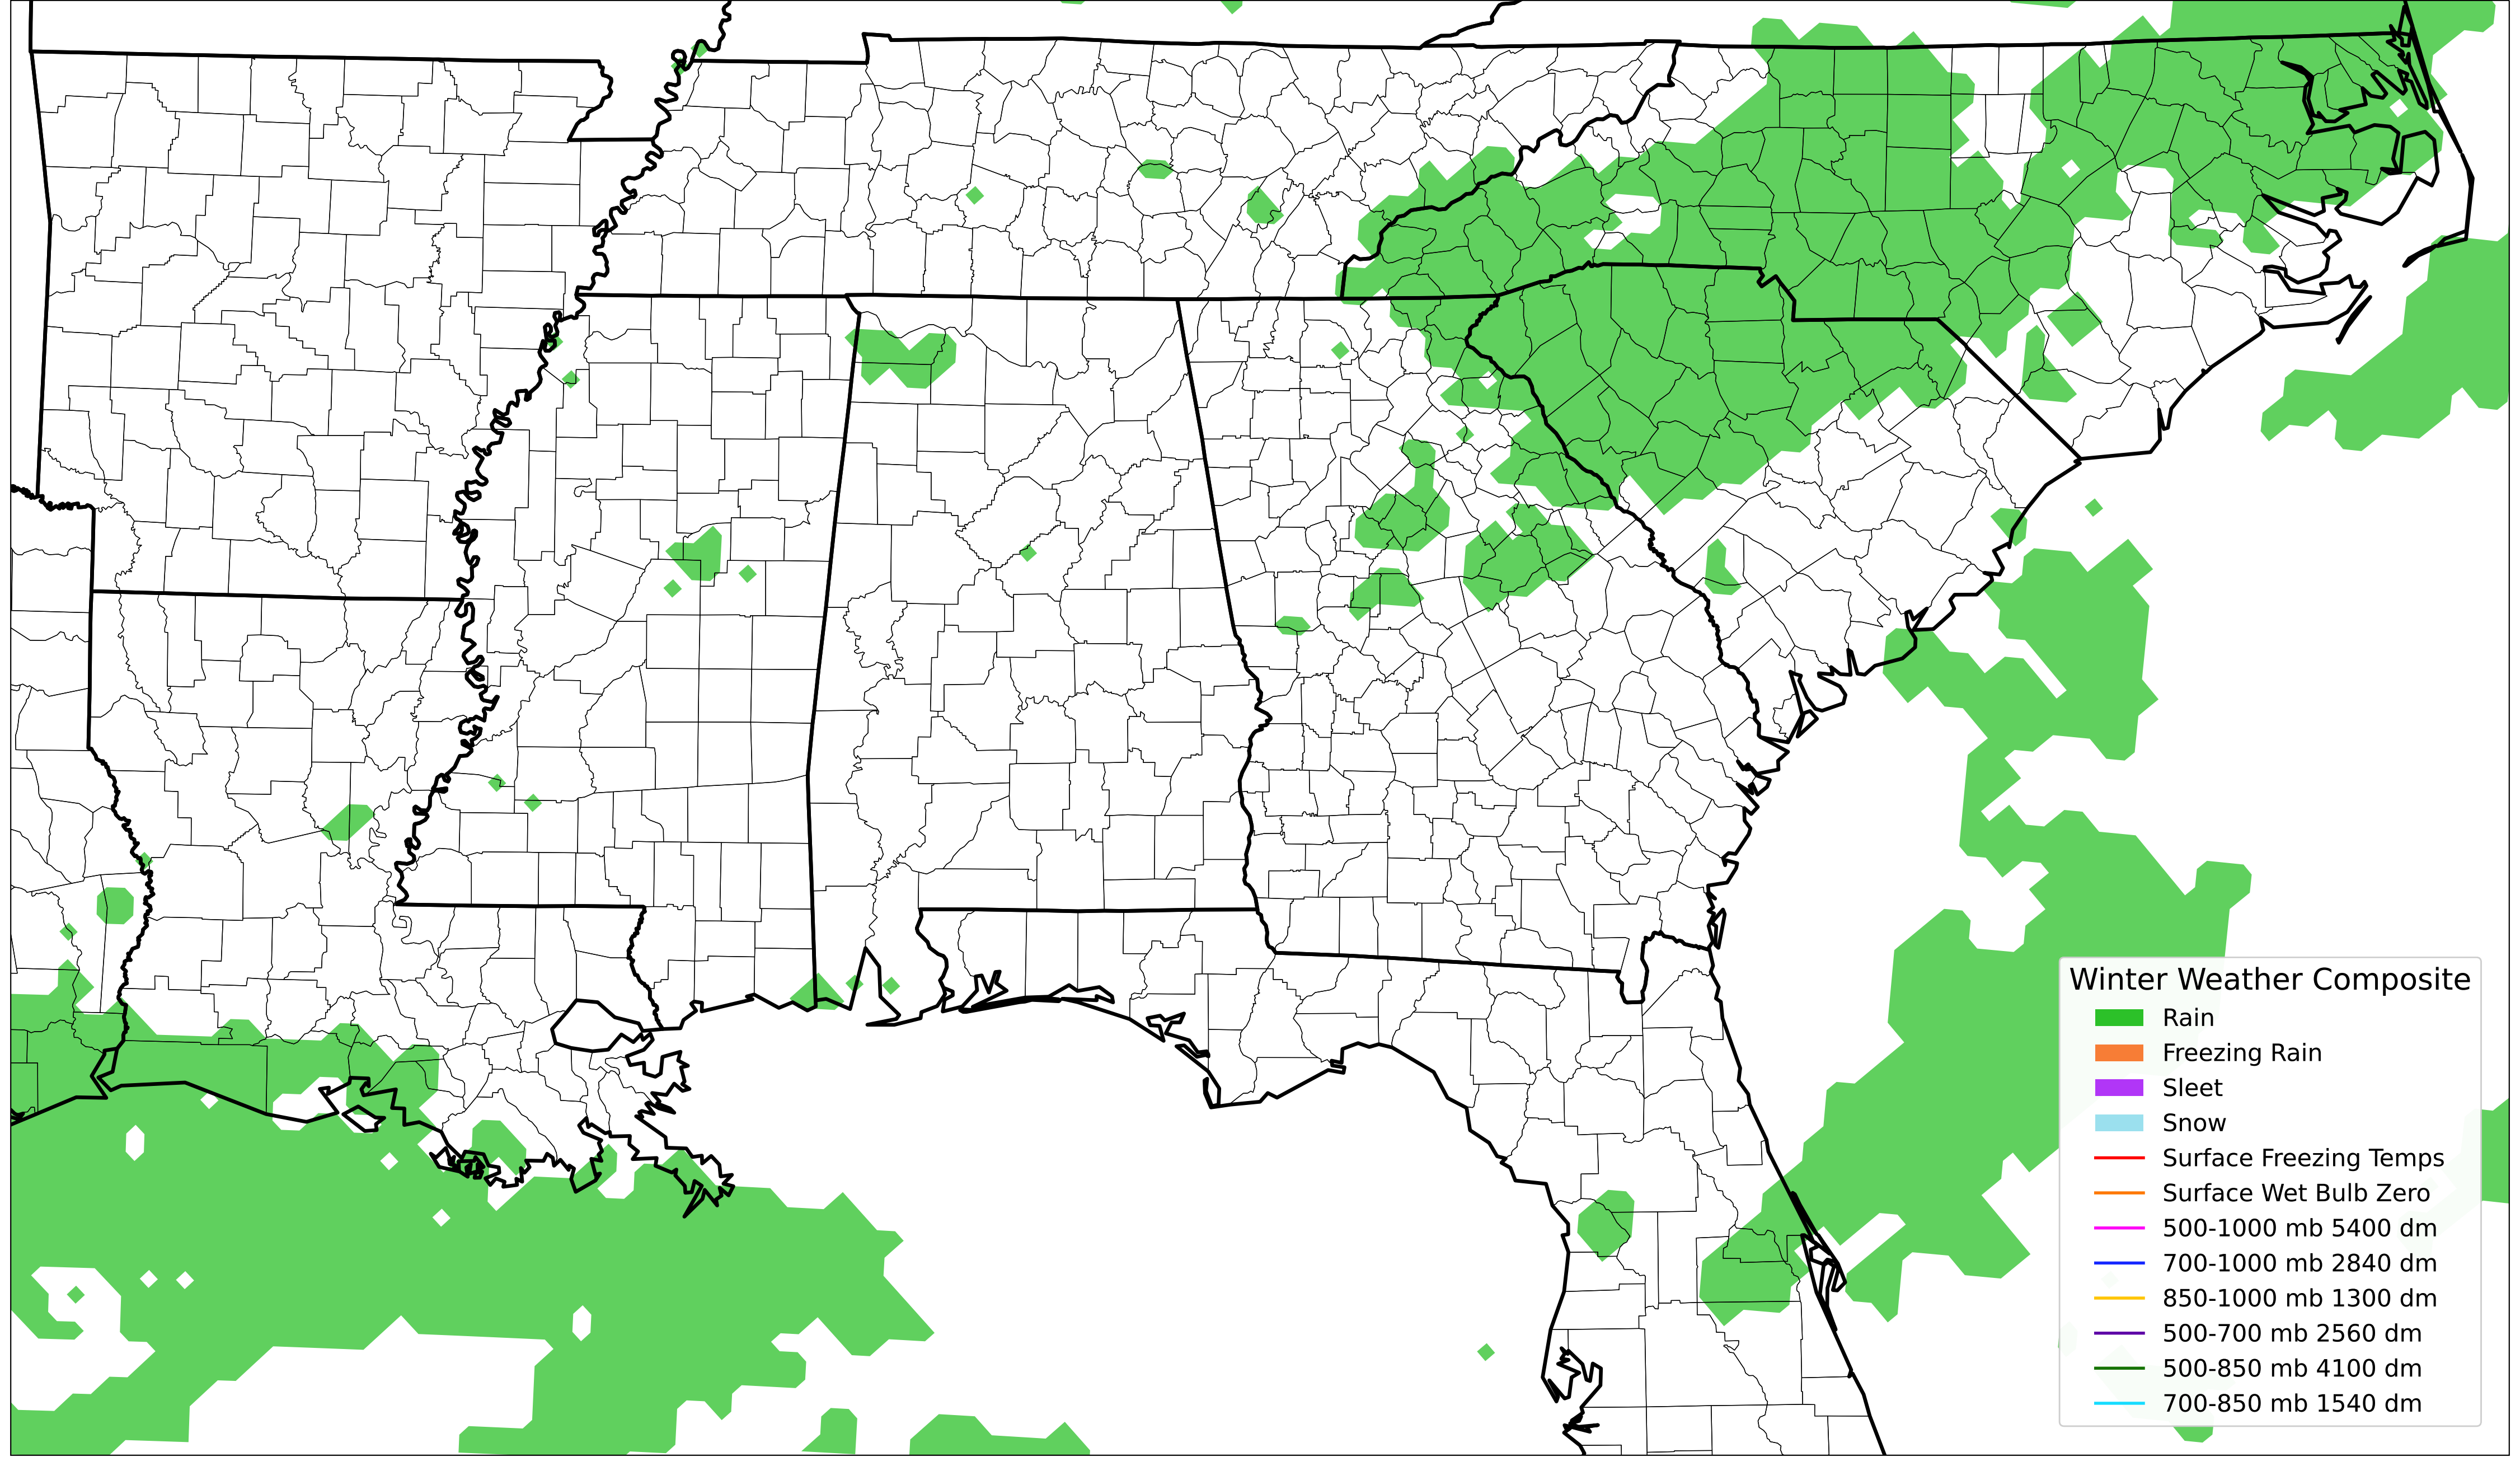 Winter Weather Composite
Rain
Freezing Rain
Sleet
Snow
Surface Freezing Temps
Surface Wet Bulb Zero
500-1000 mb 5400 dm
700-1000 mb 2840 dm
850-1000 mb 1300 dm
500-700 mb 2560 dm
500-850 mb 4100 dm
700-850 mb 1540 dm